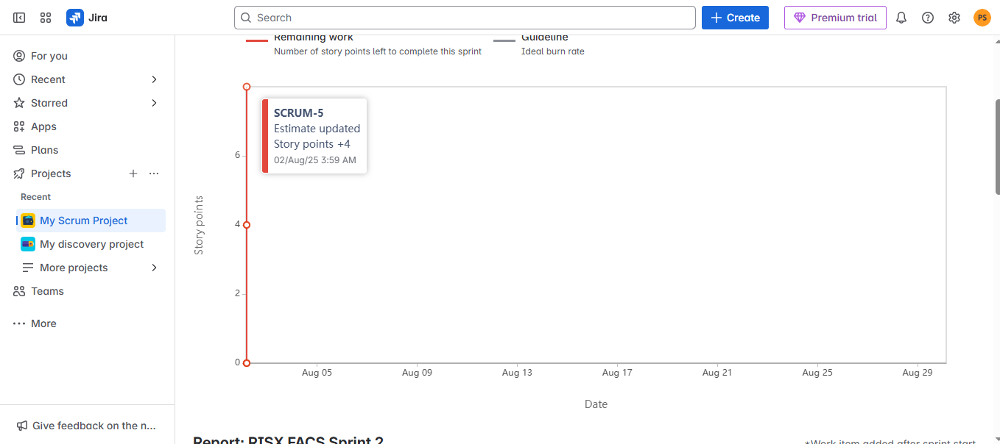 Jira
Search
Create
Premium trial
PS
For you
Recent
Starred
Apps
Plans
Projects
Recent
My Scrum Project
My discovery project
More projects
Teams
More
Give feedback on the n...
Remaining work
Number of story points left to complete this sprint
Guideline
Ideal burn rate
SCRUM-5
Estimate updated
Story points +4
02/Aug/25 3:59 AM
Story points
6
4
2
0
Aug 05
Aug 09
Aug 13
Aug 17
Aug 21
Aug 25
Aug 29
Date
Report: RISX FACS Sprint 2
*Work item added after sprint start